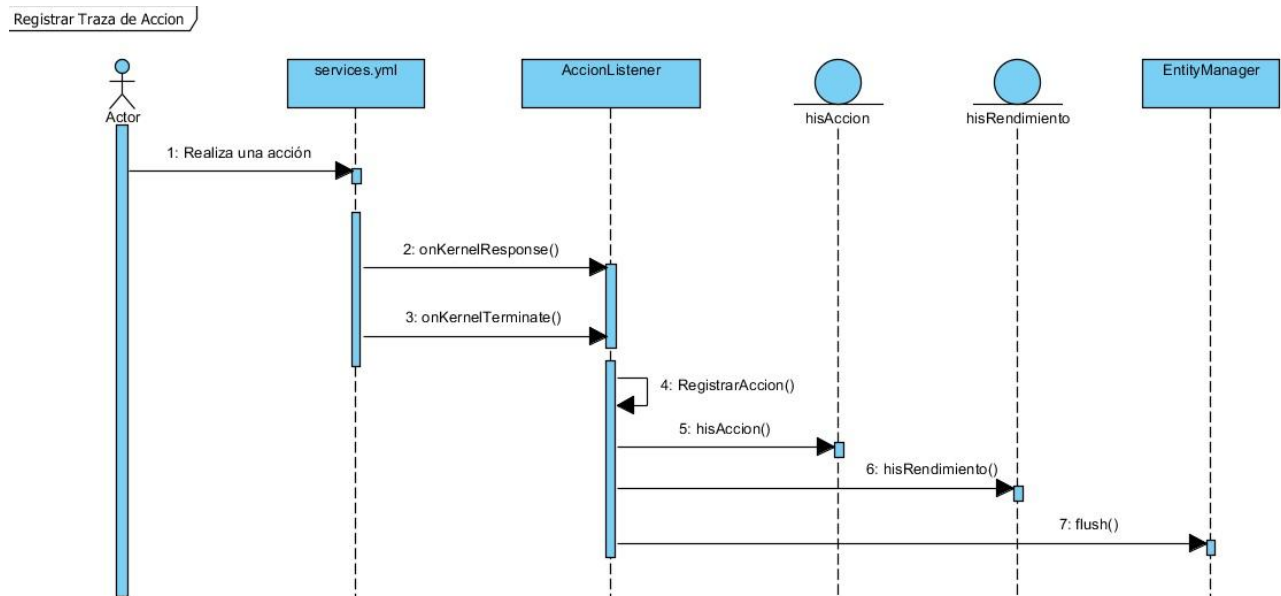 Registrar Traza de Accion
services.yml
AccionListener
EntityManager
Actor
hisAccion
hisRendimiento
1: Realiza una acción
2: onKernelResponse()
3: onKernelTerminate()
4: RegistrarAccion()
5: hisAccion()
6: hisRendimiento()
7: flush()